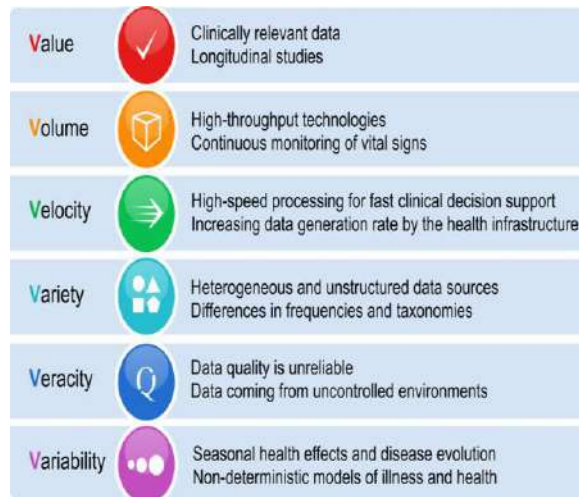 Value
Clinically relevant data
Longitudinal studies
Volume
High-throughput technologies
Continuous monitoring of vital signs
Velocity
High-speed processing for fast clinical decision support
Increasing data generation rate by the health infrastructure
Variety
Heterogeneous and unstructured data sources
Differences in frequencies and taxonomies
Veracity
Q
Data quality is unreliable
Data coming from uncontrolled environments
Variability
Seasonal health effects and disease evolution
Non-deterministic models of illness and health